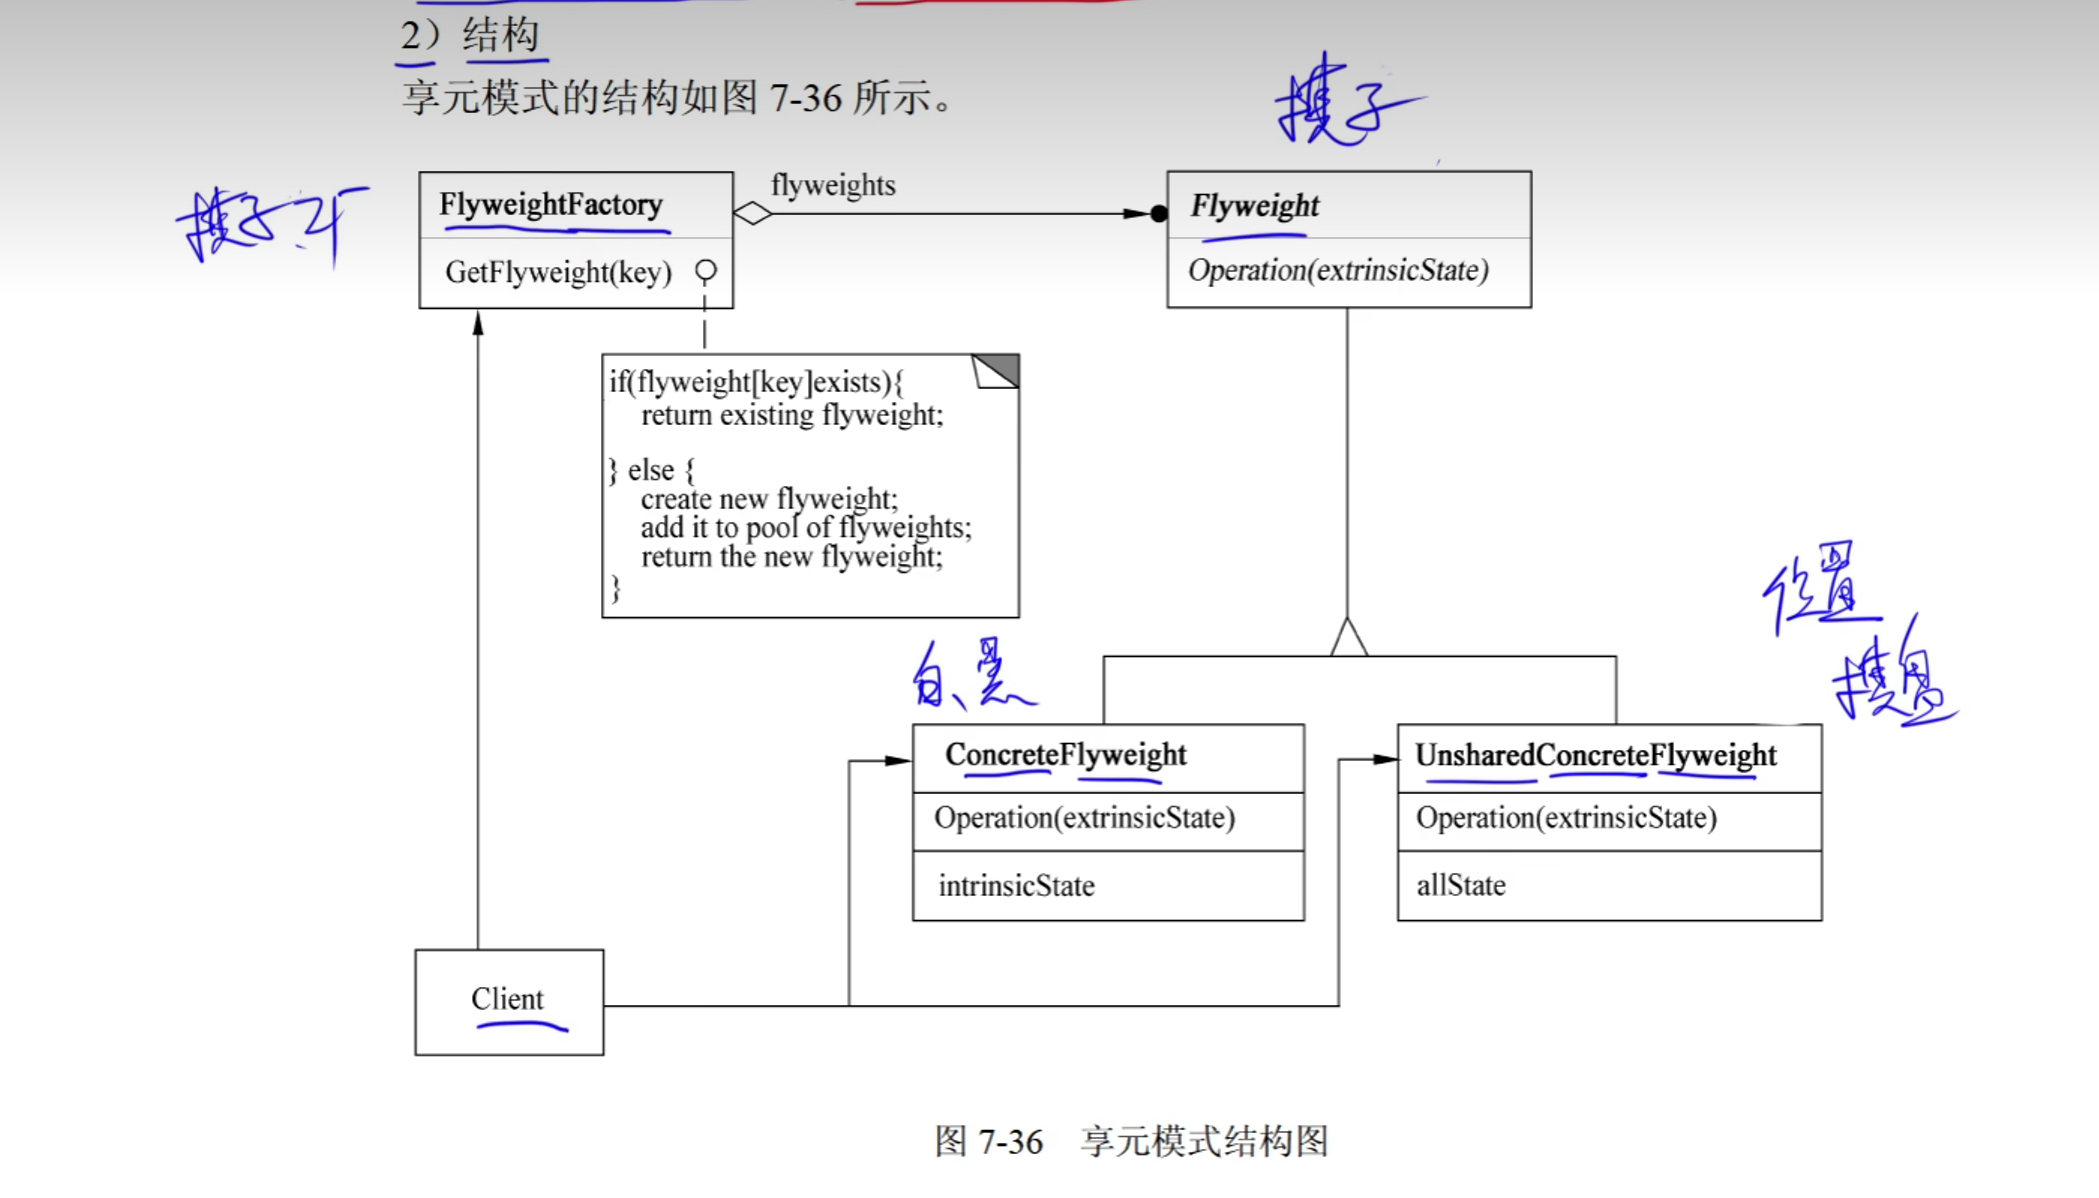 2）结构
享元模式的结构如图 7-36 所示。
棋子
棋子工厂
FlyweightFactory
GetFlyweight(key)
flyweights
Flyweight
Operation(extrinsicState)
if(flyweight[key]exists){
return existing flyweight;
} else {
create new flyweight;
add it to pool of flyweights;
return the new flyweight;
}
位置
棋盘
白、黑
ConcreteFlyweight
Operation(extrinsicState)
intrinsicState
UnsharedConcreteFlyweight
Operation(extrinsicState)
allState
Client
图 7-36 享元模式结构图